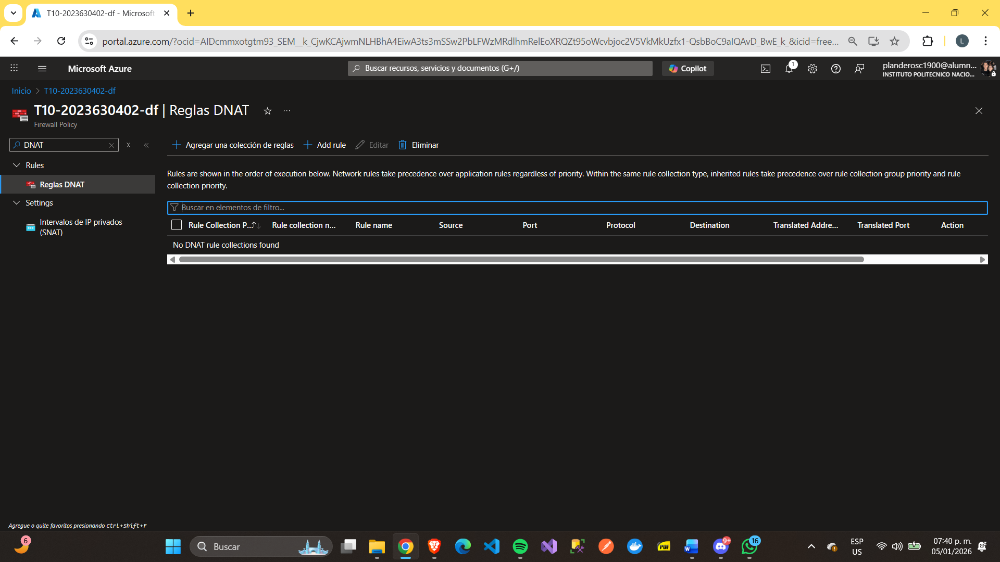 T10-2023630402-df - Microsoft
portal.azure.com/?ocid=AIDcmmxotgtm93_SEM__k_CjwKCAjwmNLHBhA4EiwA3ts3mSSw2PbLFWzMRdlhmRelEoXRQZt95oWcvbjoc2V5VkMkUzfx1-QsbBoC9aIQAvD_BwE_k_&icid=free...
L
Microsoft Azure
Buscar recursos, servicios y documentos (G+/)
Copilot
1
planderosc1900@alumn...
INSTITUTO POLITECNICO NACIO...
Inicio > T10-2023630402-df
T10-2023630402-df | Reglas DNAT
Firewall Policy
DNAT
Agregar una colección de reglas
Add rule
Editar
Eliminar
Rules
Reglas DNAT
Settings
Intervalos de IP privados
(SNAT)
Rules are shown in the order of execution below. Network rules take precedence over application rules regardless of priority. Within the same rule collection type, inherited rules take precedence over rule collection group priority and rule
collection priority.
Buscar en elementos de filtro...
Rule Collection P... Rule collection n... Rule name Source Port Protocol Destination Translated Addre... Translated Port Action
No DNAT rule collections found
Agregue o quite favoritos presionando Ctrl+Shift+F
6
Buscar
PDF
9+
16
ESP
US
07:40 p. m.
05/01/2026